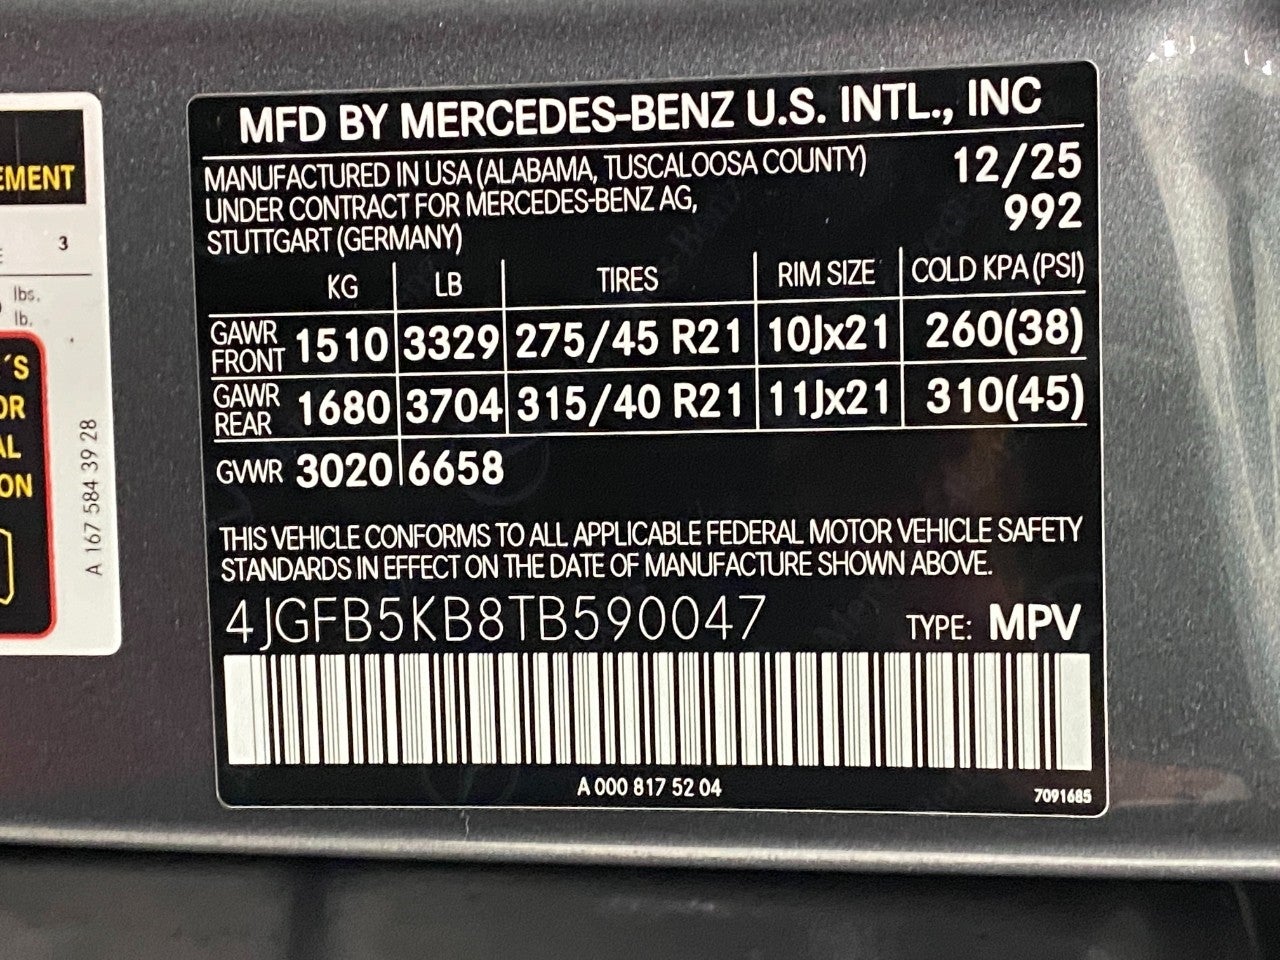 EMENT
3
lbs.
lb.
´S
OR
AL
ON
A 167 584 39 28
MFD BY MERCEDES-BENZ U.S. INTL., INC
MANUFACTURED IN USA (ALABAMA, TUSCALOOSA COUNTY) 12/25
UNDER CONTRACT FOR MERCEDES-BENZ AG, 992
STUTTGART (GERMANY)
KG LB TIRES RIM SIZE COLD KPA (PSI)
GAWR FRONT 1510 3329 275/45 R21 10Jx21 260(38)
GAWR REAR 1680 3704 315/40 R21 11Jx21 310(45)
GVWR 3020 6658
THIS VEHICLE CONFORMS TO ALL APPLICABLE FEDERAL MOTOR VEHICLE SAFETY
STANDARDS IN EFFECT ON THE DATE OF MANUFACTURE SHOWN ABOVE.
4JGFB5KB8TB590047 TYPE: MPV
A 000 817 52 04
7091685